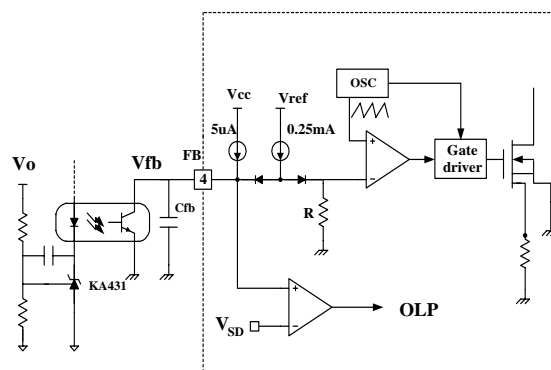 OSC
Vcc
Vref
5uA
0.25mA
Vo
Vfb
FB
4
Cfb
+
−
Gate
driver
R
KA431
+
−
VSD
OLP